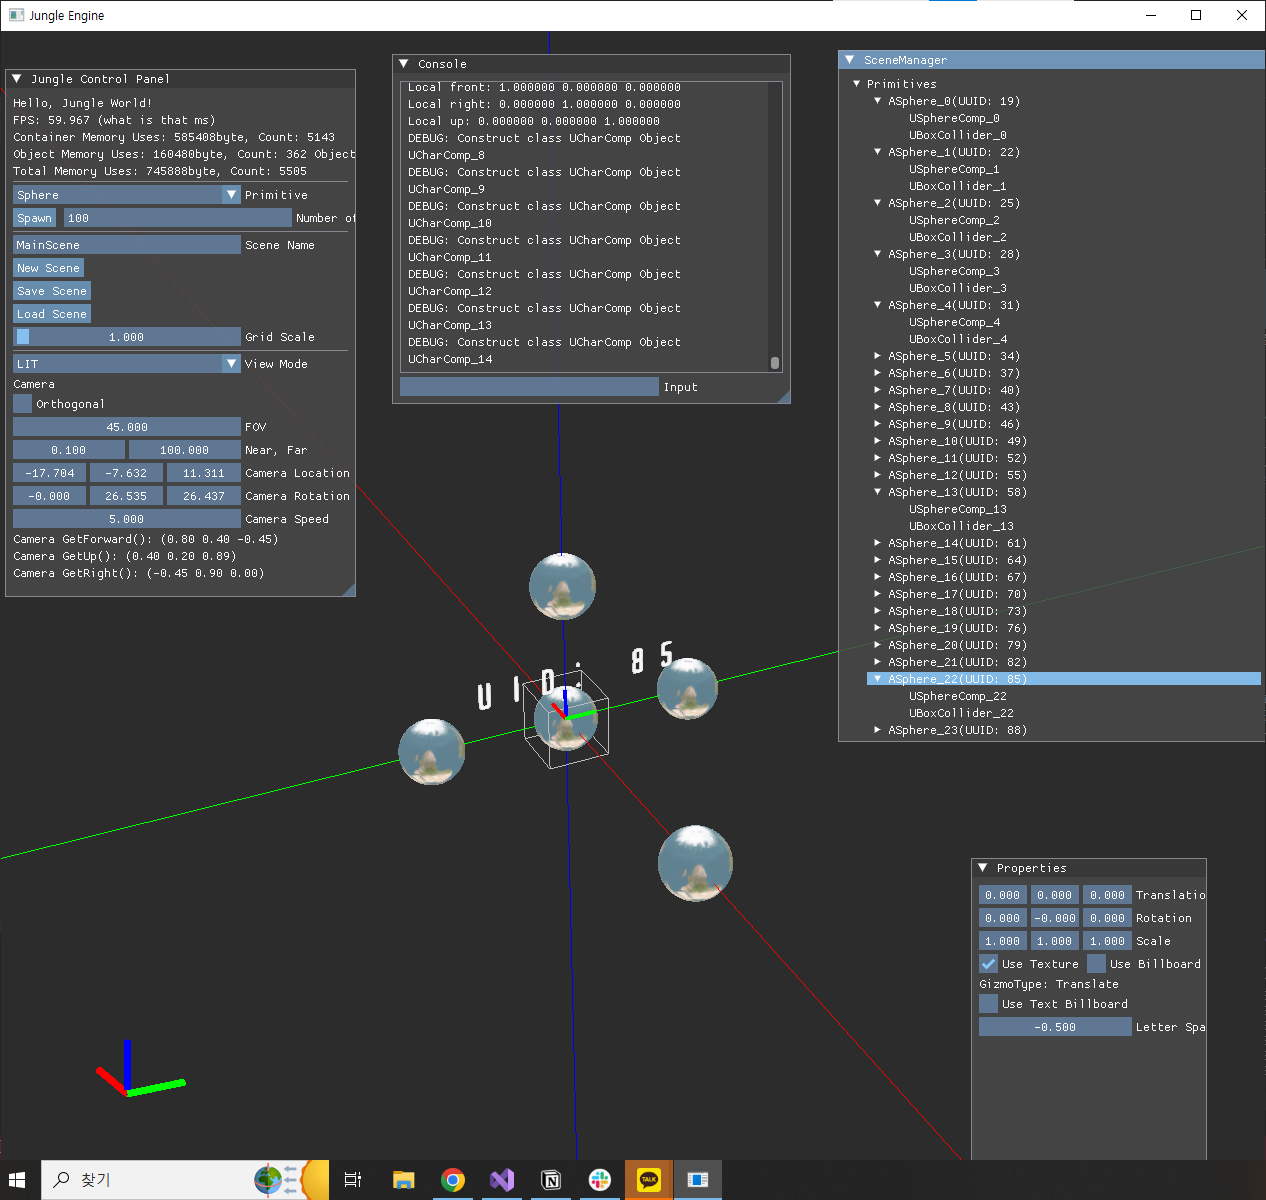 Jungle Engine
Jungle Control Panel
Hello, Jungle World!
FPS: 59.967 (what is that ms)
Container Memory Uses: 585408byte, Count: 5143
Object Memory Uses: 160480byte, Count: 362 Object
Total Memory Uses: 745888byte, Count: 5505
Sphere Primitive
Spawn 100 Number of
MainScene Scene Name
New Scene
Save Scene
Load Scene
1.000 Grid Scale
LIT View Mode
Camera
Orthogonal
45.000 FOV
0.100 100.000 Near, Far
-17.704 -7.632 11.311 Camera Location
-0.000 26.535 26.437 Camera Rotation
5.000 Camera Speed
Camera GetForward(): (0.80 0.40 -0.45)
Camera GetUp(): (0.40 0.20 0.89)
Camera GetRight(): (-0.45 0.90 0.00)
Console
Local front: 1.000000 0.000000 0.000000
Local right: 0.000000 1.000000 0.000000
Local up: 0.000000 0.000000 1.000000
DEBUG: Construct class UCharComp Object
UCharComp_8
DEBUG: Construct class UCharComp Object
UCharComp_9
DEBUG: Construct class UCharComp Object
UCharComp_10
DEBUG: Construct class UCharComp Object
UCharComp_11
DEBUG: Construct class UCharComp Object
UCharComp_12
DEBUG: Construct class UCharComp Object
UCharComp_13
DEBUG: Construct class UCharComp Object
UCharComp_14
Input
SceneManager
Primitives
ASphere_0(UUID: 19)
USphereComp_0
UBoxCollider_0
ASphere_1(UUID: 22)
USphereComp_1
UBoxCollider_1
ASphere_2(UUID: 25)
USphereComp_2
UBoxCollider_2
ASphere_3(UUID: 28)
USphereComp_3
UBoxCollider_3
ASphere_4(UUID: 31)
USphereComp_4
UBoxCollider_4
ASphere_5(UUID: 34)
ASphere_6(UUID: 37)
ASphere_7(UUID: 40)
ASphere_8(UUID: 43)
ASphere_9(UUID: 46)
ASphere_10(UUID: 49)
ASphere_11(UUID: 52)
ASphere_12(UUID: 55)
ASphere_13(UUID: 58)
USphereComp_13
UBoxCollider_13
ASphere_14(UUID: 61)
ASphere_15(UUID: 64)
ASphere_16(UUID: 67)
ASphere_17(UUID: 70)
ASphere_18(UUID: 73)
ASphere_19(UUID: 76)
ASphere_20(UUID: 79)
ASphere_21(UUID: 82)
ASphere_22(UUID: 85)
USphereComp_22
UBoxCollider_22
ASphere_23(UUID: 88)
U I D : 8 5
Properties
0.000 0.000 0.000 Translatio
0.000 -0.000 0.000 Rotation
1.000 1.000 1.000 Scale
Use Texture Use Billboard
GizmoType: Translate
Use Text Billboard
-0.500 Letter Spa
찾기
TALK